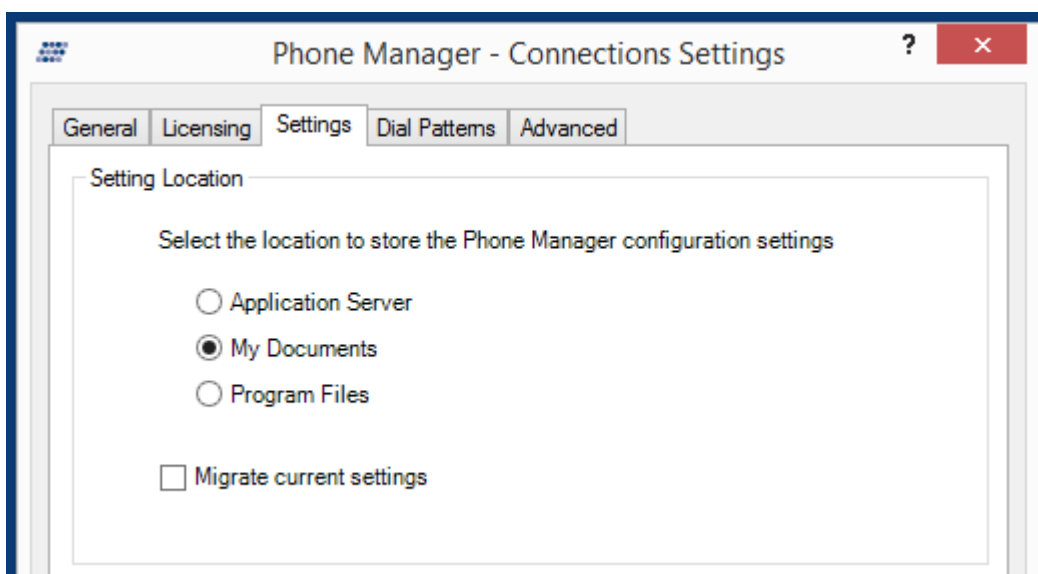 Phone Manager - Connections Settings ?
General Licensing Settings Dial Patterns Advanced
Setting Location
Select the location to store the Phone Manager configuration settings
Application Server
My Documents
Program Files
Migrate current settings